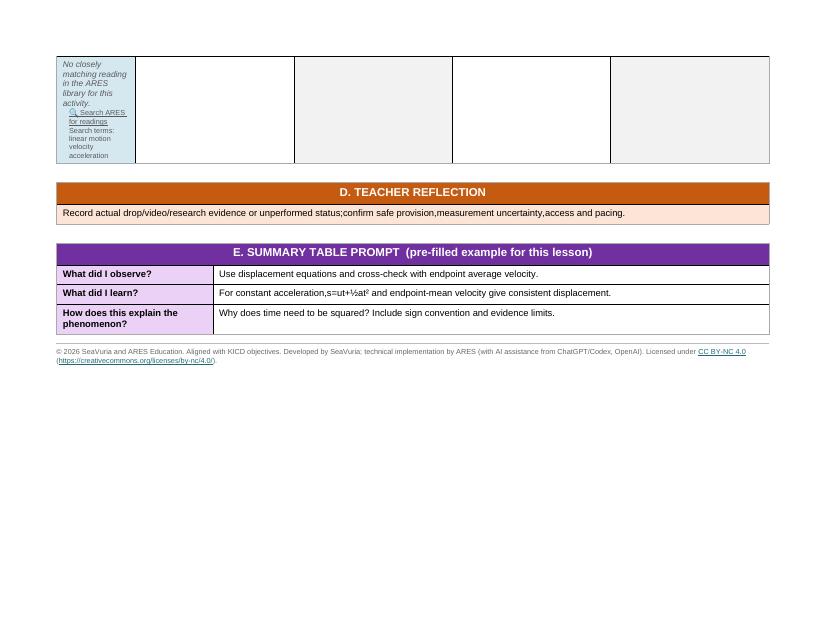 No closely
matching reading
in the ARES
library for this
activity.
🔍 Search ARES
for readings
Search terms:
linear motion
velocity
acceleration
D. TEACHER REFLECTION
Record actual drop/video/research evidence or unperformed status;confirm safe provision,measurement uncertainty,access and pacing.
E. SUMMARY TABLE PROMPT  (pre-filled example for this lesson)
What did I observe?
Use displacement equations and cross-check with endpoint average velocity.
What did I learn?
For constant acceleration,s=ut+½at² and endpoint-mean velocity give consistent displacement.
How does this explain the
phenomenon?
Why does time need to be squared? Include sign convention and evidence limits.
© 2026 SeaVuria and ARES Education. Aligned with KICD objectives. Developed by SeaVuria; technical implementation by ARES (with AI assistance from ChatGPT/Codex, OpenAI). Licensed under CC BY-NC 4.0
(https://creativecommons.org/licenses/by-nc/4.0/).